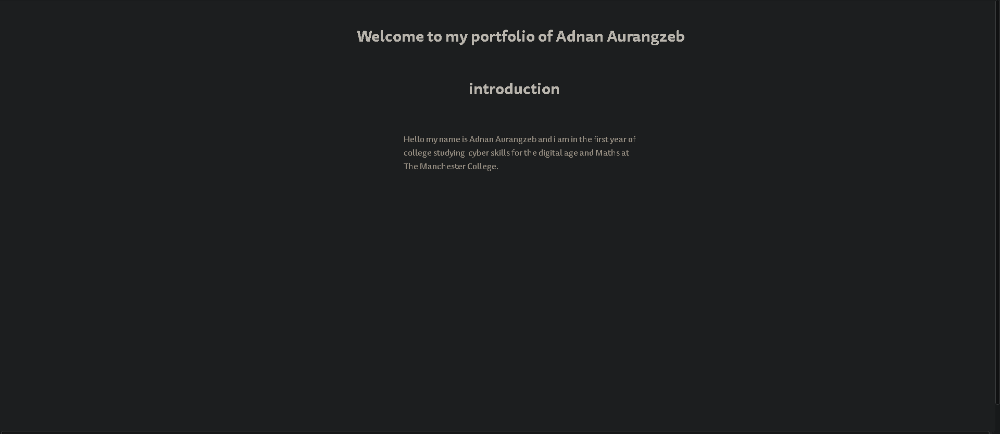 Welcome to my portfolio of Adnan Aurangzeb
introduction
Hello my name is Adnan Aurangzeb and i am in the first year of
college studying  cyber skills for the digital age and Maths at
The Manchester College.